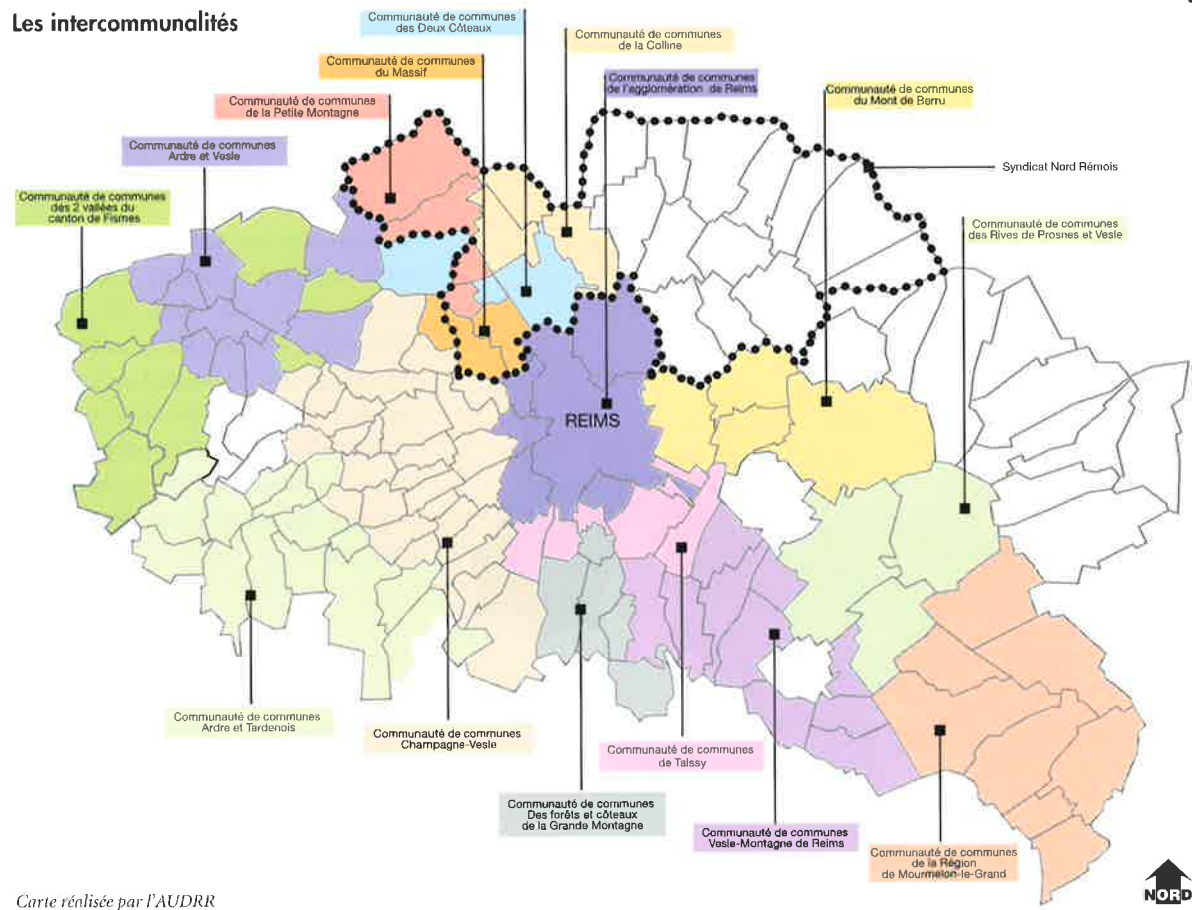 Les intercommunalités
Communauté de communes
des Deux Côteaux
Communauté de communes
de la Colline
Communauté de communes
du Massif
Communauté de communes
de l'agglomération de Reims
Communauté de communes
du Mont de Berru
Communauté de communes
de la Petite Montagne
Communauté de communes
Ardre et Vesle
Syndicat Nord Rémois
Communauté de communes
des 2 vallées du
canton de Fismes
Communauté de communes
des Rives de Prosnes et Vesle
REIMS
Communauté de communes
Ardre et Tardenois
Communauté de communes
Champagne-Vesle
Communauté de communes
de Taissy
Communauté de communes
Des forêts et côteaux
de la Grande Montagne
Communauté de communes
Vesle-Montagne de Reims
Communauté de communes
de la Région
de Mourmelon-le-Grand
NORD
Carte réalisée par l'AUDRR